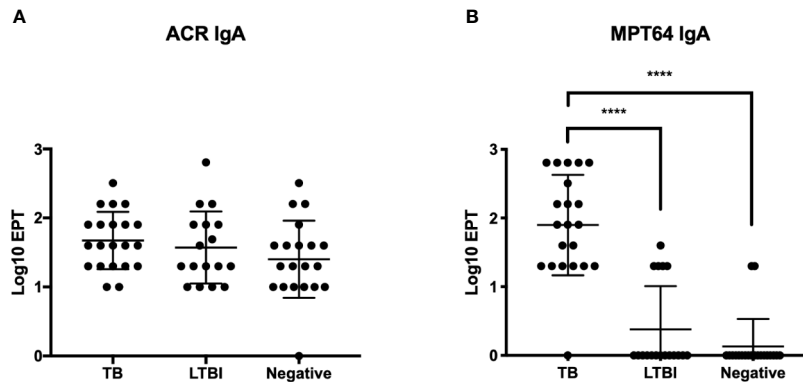 A
ACR IgA
Log10 EPT
3
2
1
0
TB LTBI Negative
B
MPT64 IgA
****
****
Log10 EPT
3
2
1
0
TB LTBI Negative